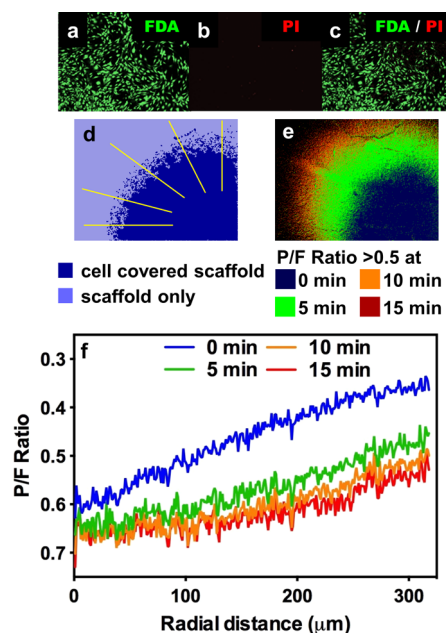 a FDA b PI c FDA / PI
d e
cell covered scaffold
scaffold only
P/F Ratio >0.5 at
0 min 10 min
5 min 15 min
f
0 min 10 min
5 min 15 min
P/F Ratio
0.3
0.4
0.5
0.6
0.7
0 100 200 300
Radial distance (μm)